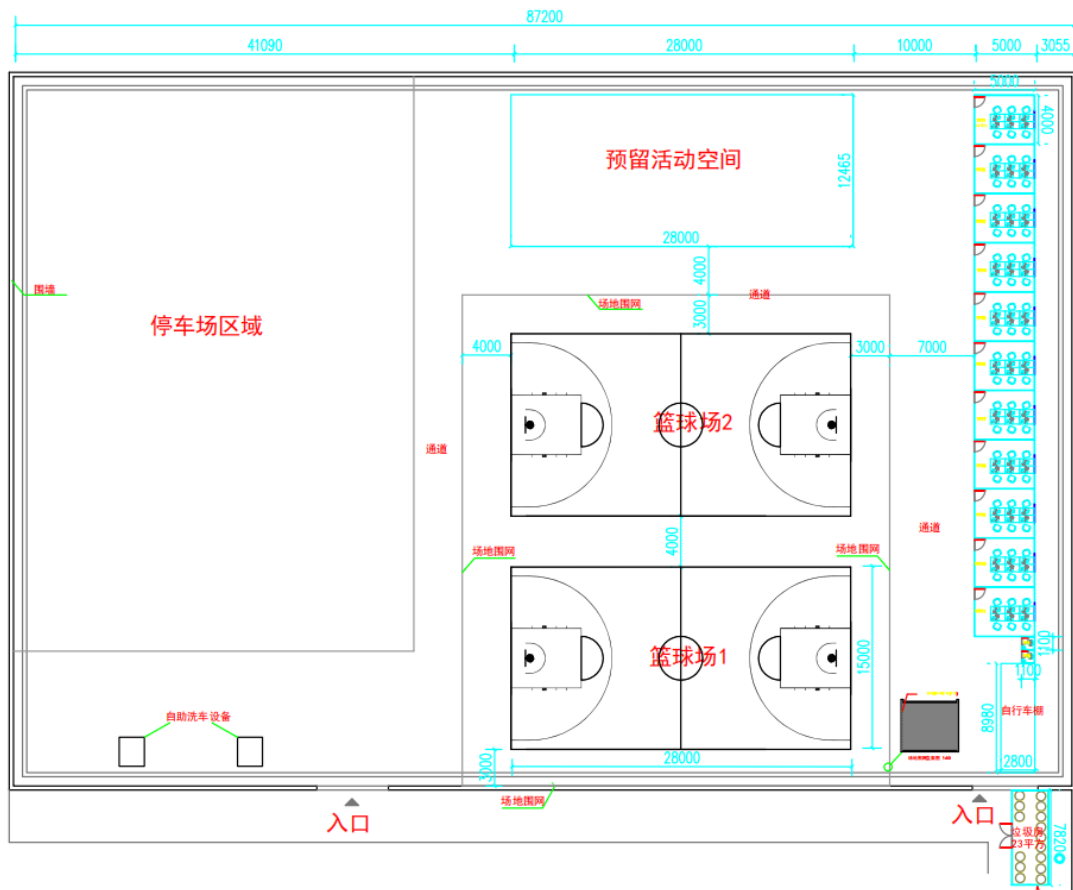 87200
41090
28000
10000
5000
3055
5000
4000
预留活动空间
12465
28000
4000
围墙
场地围网
通道
3000
停车场区域
4000
3000
7000
篮球场2
通道
通道
4000
场地围网
场地围网
篮球场1
15000
1100
1100
自助洗车设备
自行车棚
8980
2800
28000
3000
场地围网
入口
入口
垃圾房
23平方